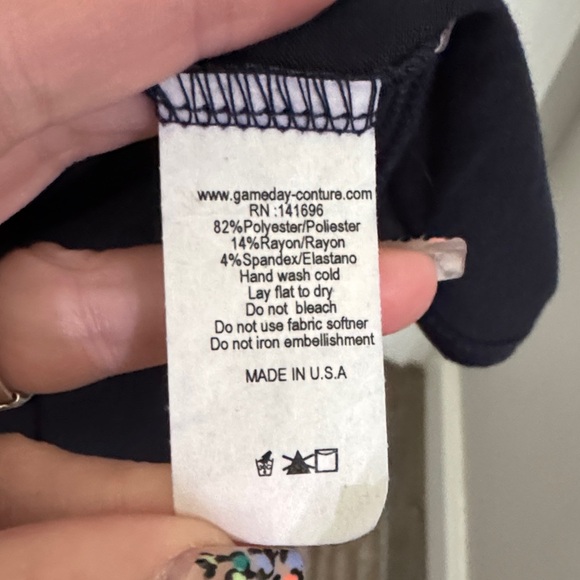 www.gameday-conture.com
RN :141696
82%Polyester/Poliester
14%Rayon/Rayon
4%Spandex/Elastano
Hand wash cold
Lay flat to dry
Do not bleach
Do not use fabric softner
Do not iron embellishment
MADE IN U.S.A